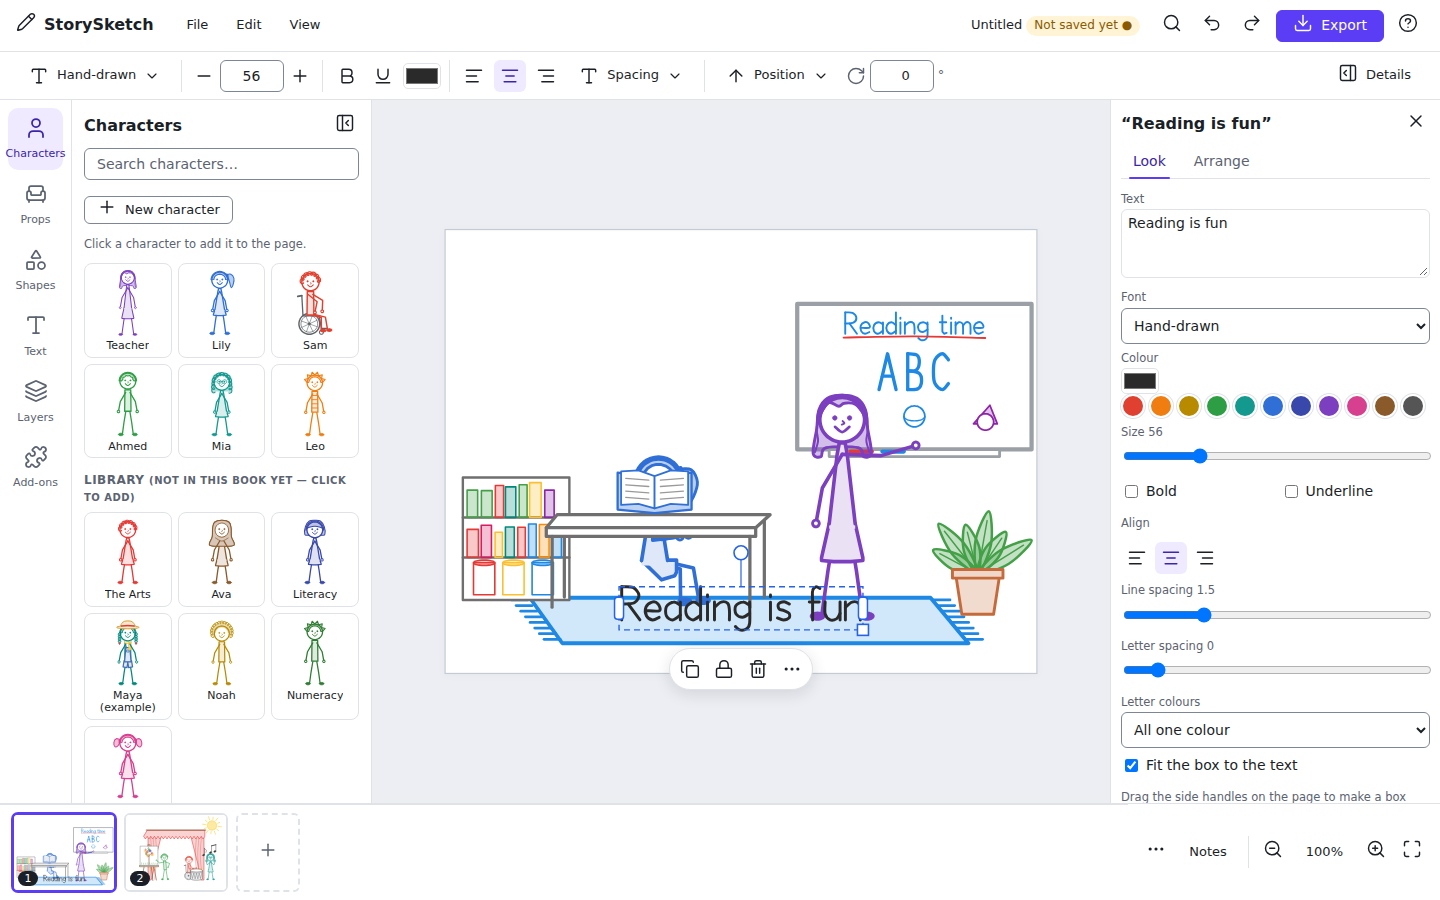 StorySketch
File
Edit
View
Untitled
Not saved yet
Export
Hand-drawn
56
B
U
Spacing
Position
0
°
Details
Characters
Props
Shapes
Text
Layers
Add-ons
Characters
Search characters…
New character
Click a character to add it to the page.
Teacher
Lily
Sam
Ahmed
Mia
Leo
LIBRARY (NOT IN THIS BOOK YET — CLICK
TO ADD)
The Arts
Ava
Literacy
Maya
(example)
Noah
Numeracy
Reading time
ABC
Reading is fun
“Reading is fun”
Look
Arrange
Text
Reading is fun
Font
Hand-drawn
Colour
Size 56
Bold
Underline
Align
Line spacing 1.5
Letter spacing 0
Letter colours
All one colour
Fit the box to the text
Drag the side handles on the page to make a box
Reading time
ABC
Reading is fun
1
2
Notes
100%